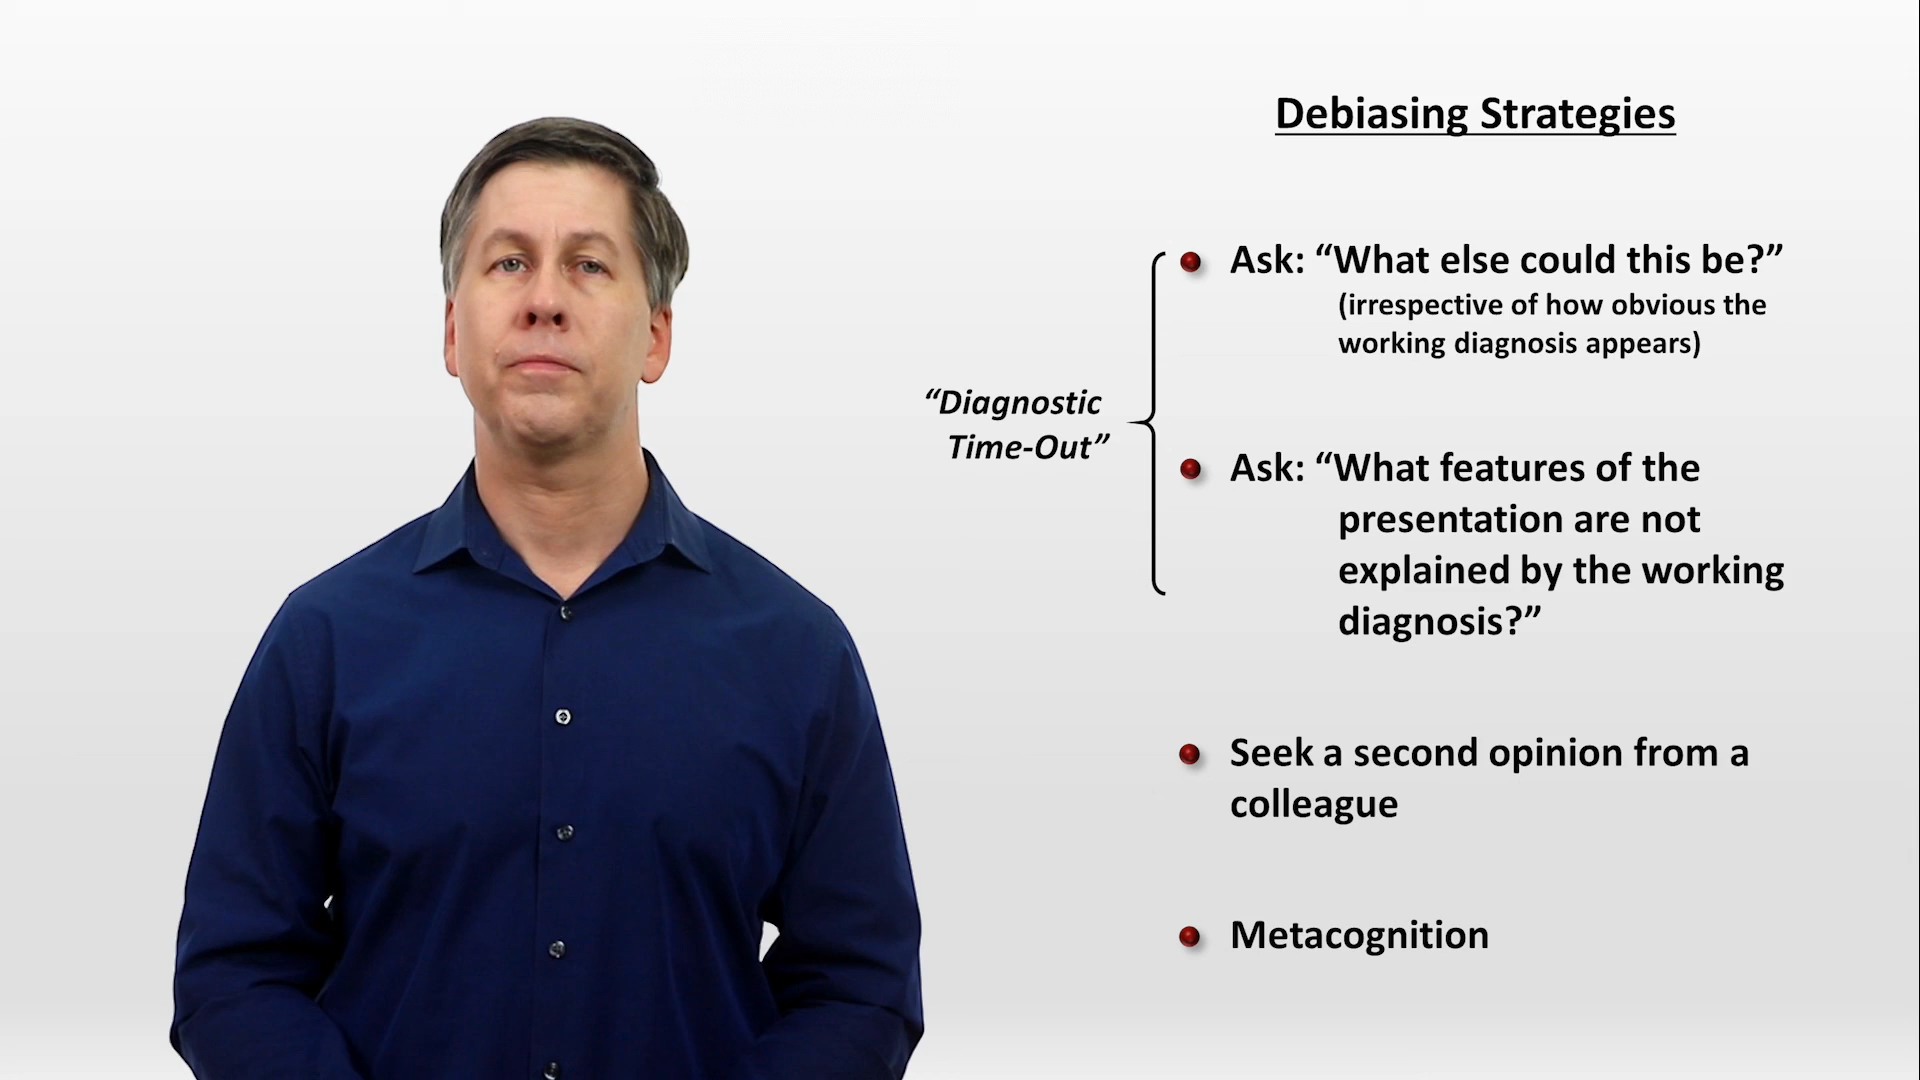 Debiasing Strategies
Ask: “What else could this be?”
(irrespective of how obvious the
working diagnosis appears)
“Diagnostic
Time-Out”
Ask: “What features of the
presentation are not
explained by the working
diagnosis?”
Seek a second opinion from a
colleague
Metacognition